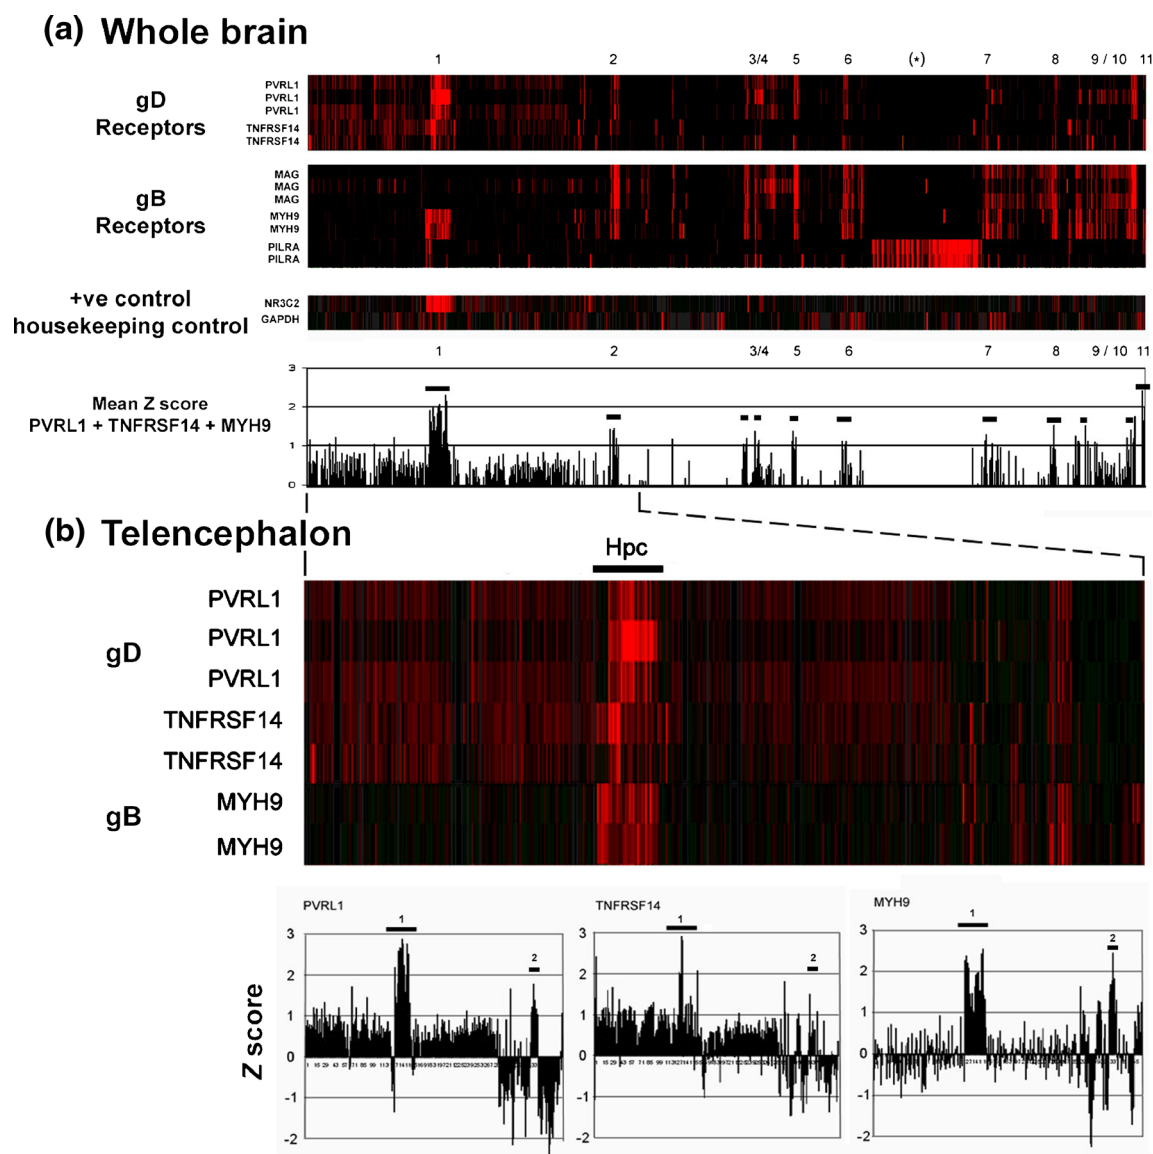 (a) Whole brain
1 2 3/4 5 6 (*) 7 8 9 / 10 11
gD
Receptors
PVRL1
PVRL1
PVRL1
TNFRSF14
TNFRSF14
gB
Receptors
MAG
MAG
MAG
MYH9
MYH9
PILRA
PILRA
+ve control
housekeeping control
NR3C2
GAPDH
1 2 3/4 5 6 7 8 9 / 10 11
Mean Z score
PVRL1 + TNFRSF14 + MYH9
3
2
1
0
(b) Telencephalon
Hpc
gD
PVRL1
PVRL1
PVRL1
TNFRSF14
TNFRSF14
gB
MYH9
MYH9
Z score
PVRL1
1
2
3
2
1
0
-1
-2
TNFRSF14
1
2
3
2
1
0
-1
-2
MYH9
1
2
3
2
1
0
-1
-2